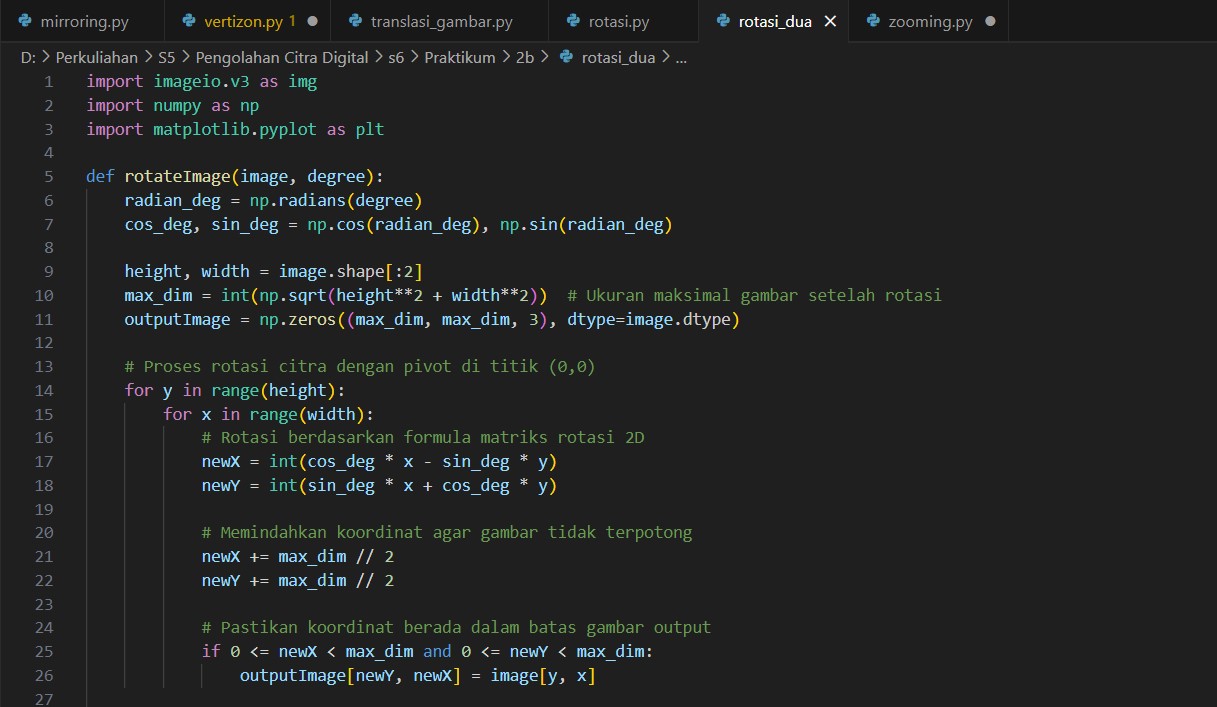 mirroring.py vertizon.py 1 translasi_gambar.py rotasi.py rotasi_dua zooming.py
D: > Perkuliahan > S5 > Pengolahan Citra Digital > s6 > Praktikum > 2b > rotasi_dua > ...
1 import imageio.v3 as img
2 import numpy as np
3 import matplotlib.pyplot as plt
4
5 def rotateImage(image, degree):
6     radian_deg = np.radians(degree)
7     cos_deg, sin_deg = np.cos(radian_deg), np.sin(radian_deg)
8
9     height, width = image.shape[:2]
10     max_dim = int(np.sqrt(height**2 + width**2))  # Ukuran maksimal gambar setelah rotasi
11     outputImage = np.zeros((max_dim, max_dim, 3), dtype=image.dtype)
12
13     # Proses rotasi citra dengan pivot di titik (0,0)
14     for y in range(height):
15         for x in range(width):
16             # Rotasi berdasarkan formula matriks rotasi 2D
17             newX = int(cos_deg * x - sin_deg * y)
18             newY = int(sin_deg * x + cos_deg * y)
19
20             # Memindahkan koordinat agar gambar tidak terpotong
21             newX += max_dim // 2
22             newY += max_dim // 2
23
24             # Pastikan koordinat berada dalam batas gambar output
25             if 0 <= newX < max_dim and 0 <= newY < max_dim:
26                 outputImage[newY, newX] = image[y, x]
27